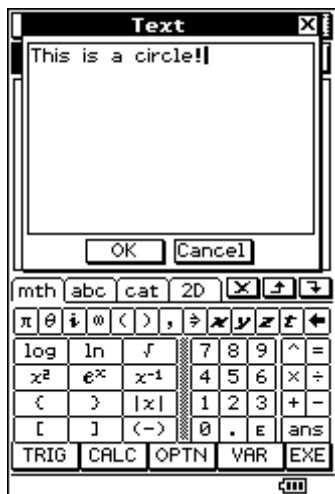 Text X
This is a circle!
OK Cancel
mth abc cat 2D X
π θ i ∞ ( ) , ⇒ x y z t ←
log ln √ 7 8 9 ^ =
x² eˣ x⁻¹ 4 5 6 × ÷
{ } |x| 1 2 3 + −
[ ] (−) 0 . E ans
TRIG CALC OPTN VAR EXE